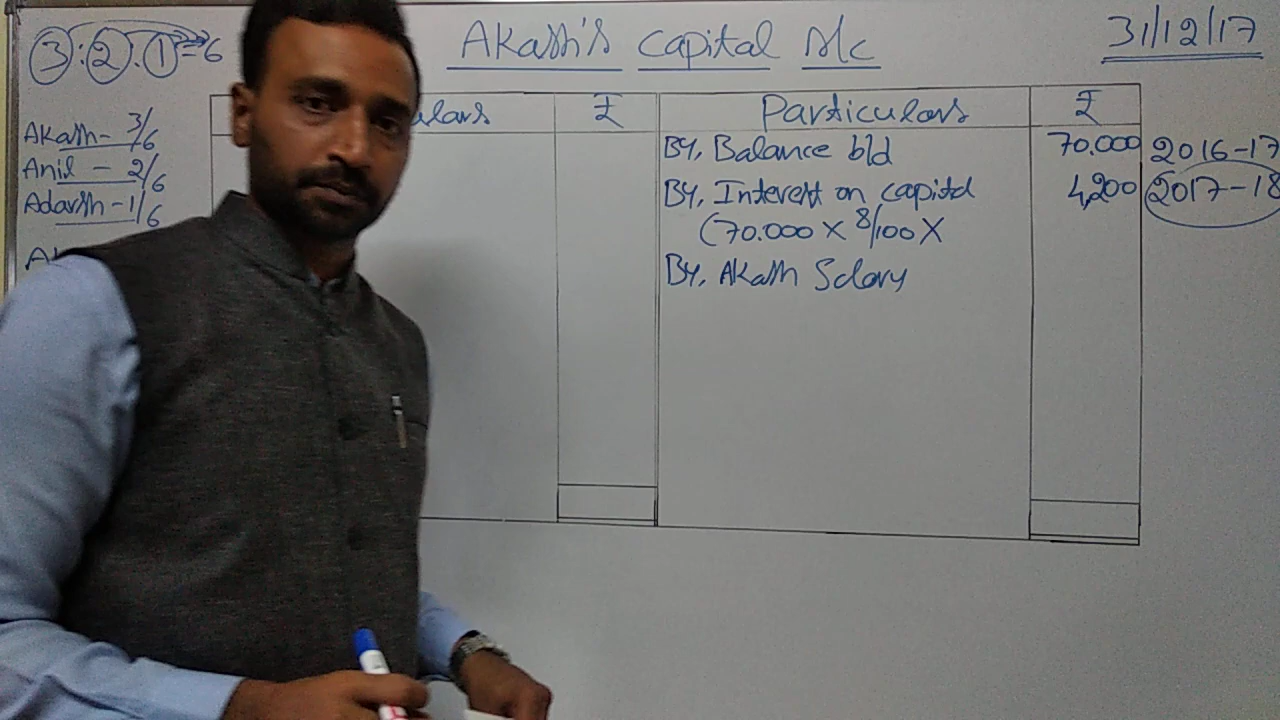 3 : 2 : 1 = 6
Akash's Capital A/c
31/12/17
ulars ₹ Particulars ₹
Akash - 3/6
Anil - 2/6
Adarsh - 1/6
By, Balance b/d 70.000 2016-17
By, Interest on capital 4,200 2017-18
(70.000 X 8/100 X
By, Akash Salary